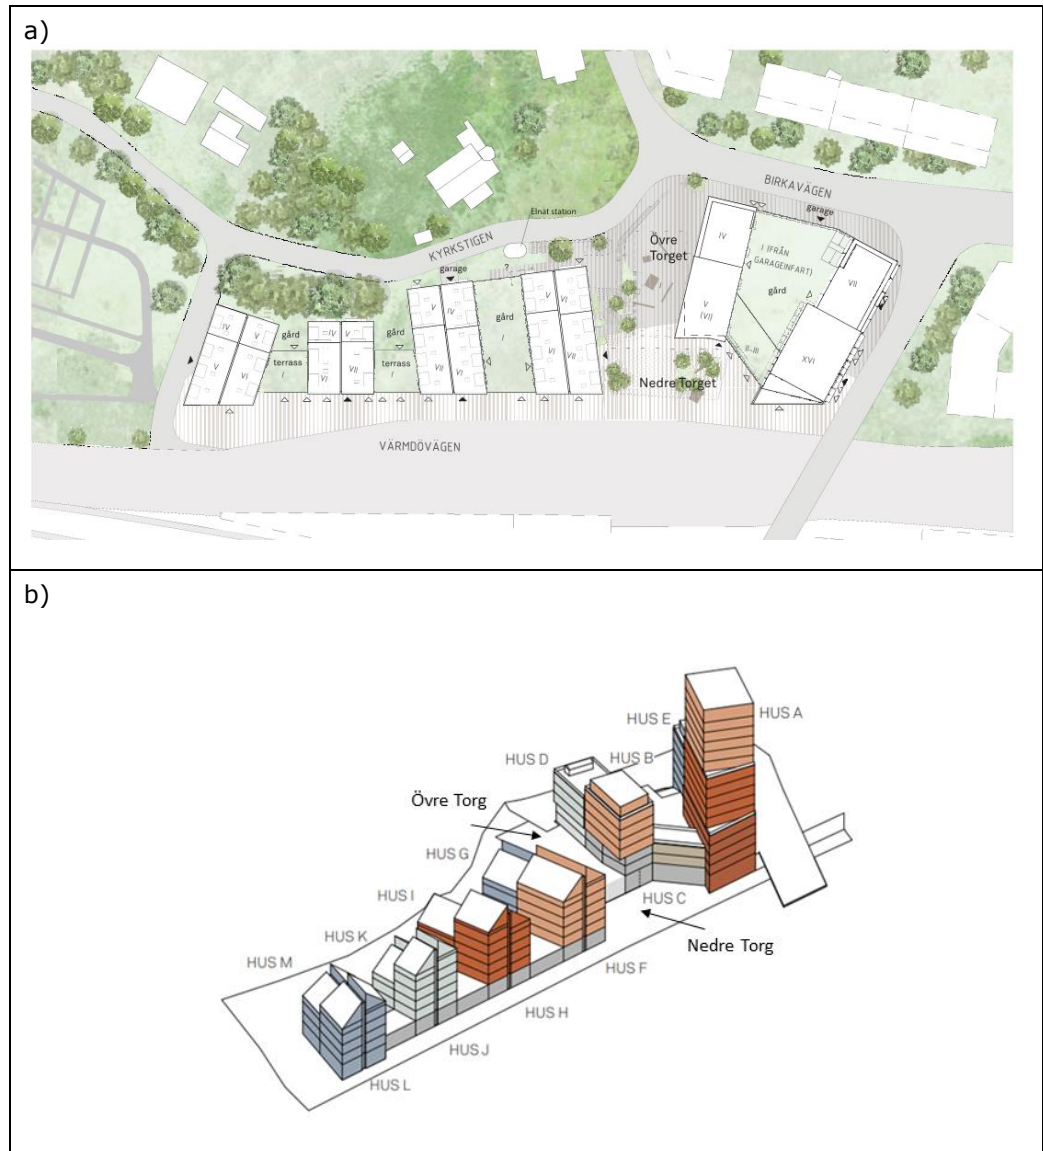 a)
Elnät station
BIRKAVÄGEN
garage
KYRKSTIGEN
garage
Övre
Torget
IV
I (FRÅN
GARAGEINFART)
gård
VII
V
(VI)
XVI
Nedre Torget
IV
V
V
VI
gård
terrass
I
IV
V
VI
VII
gård
terrass
I
V
IV
VII
VI
gård
I
?
V
VI
VI
VII
VÄRMDÖVÄGEN
b)
HUS E
HUS A
HUS B
HUS D
Övre Torg
HUS G
HUS I
HUS C
HUS K
Nedre Torg
HUS M
HUS F
HUS H
HUS J
HUS L